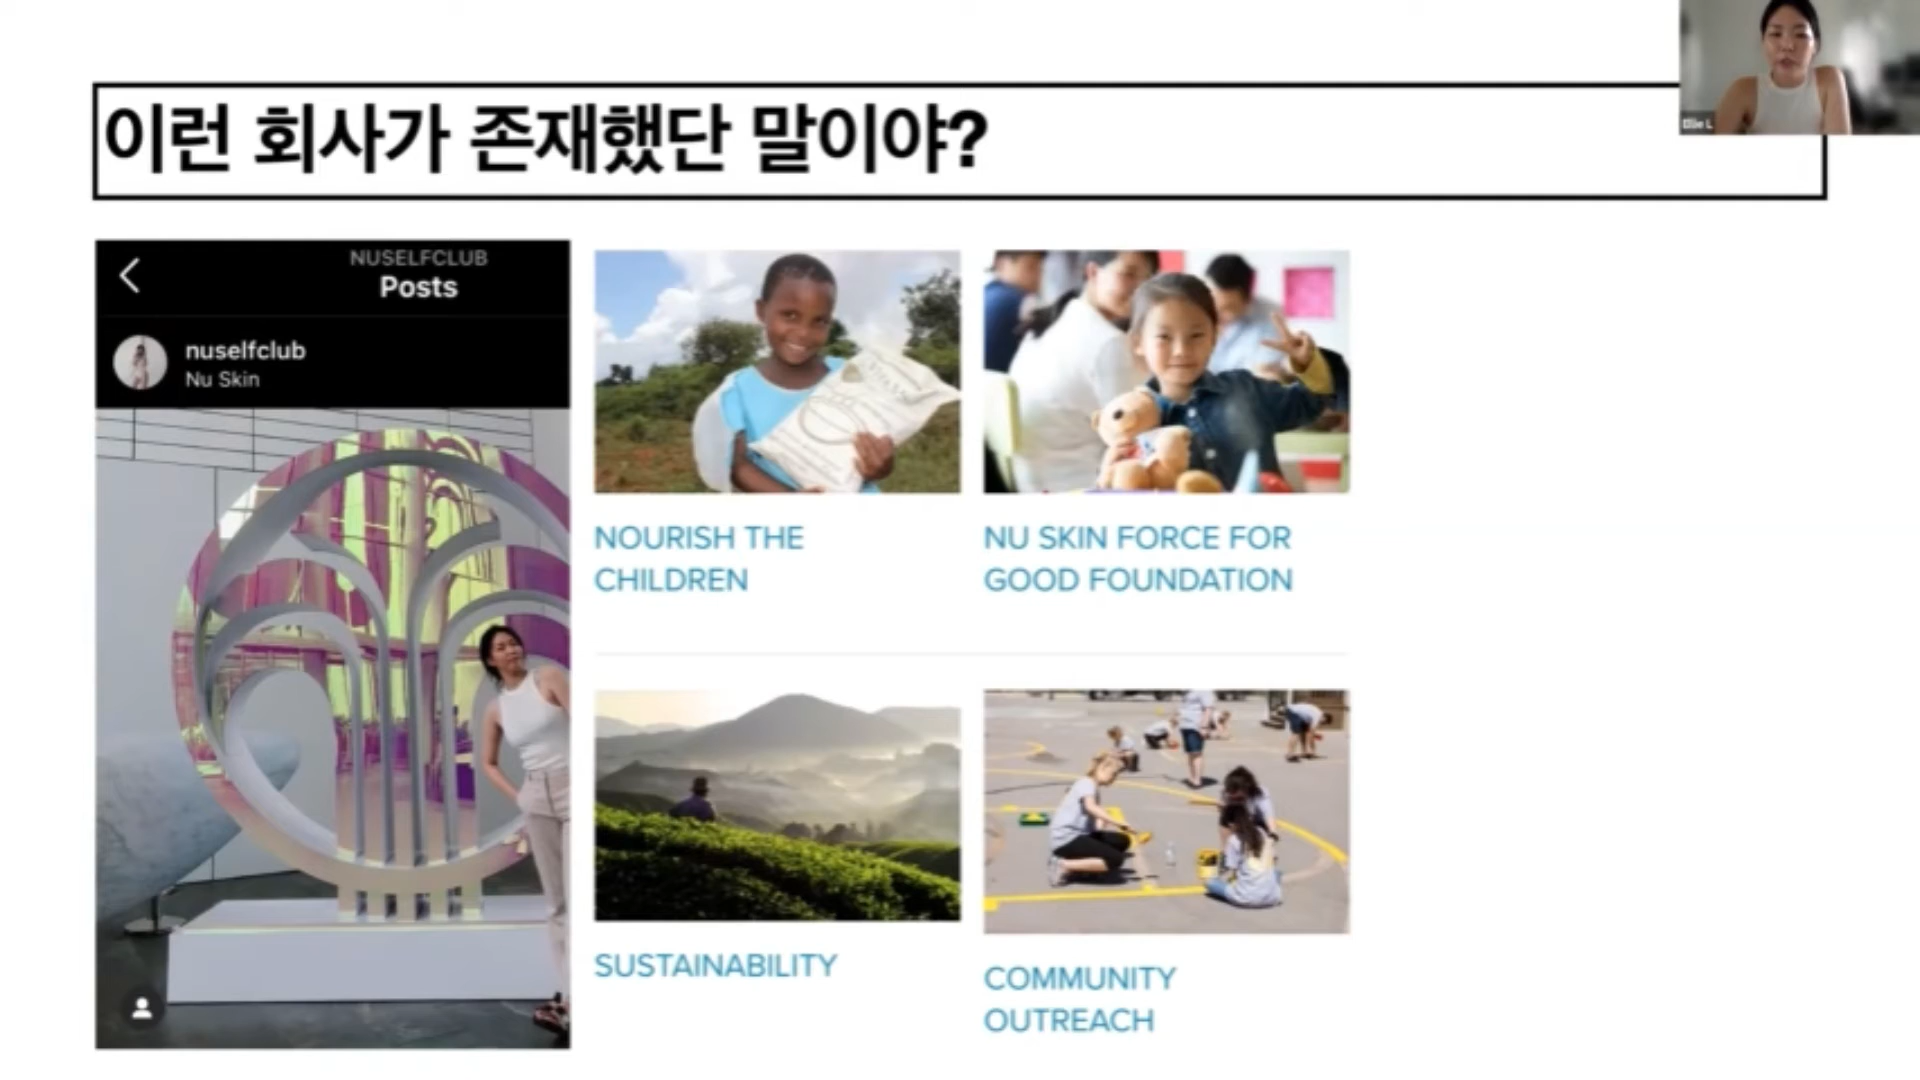 이런 회사가 존재했단 말이야?
Ellie L
NUSELFCLUB
Posts
nuselfclub
Nu Skin
NOURISH THE
CHILDREN
NU SKIN FORCE FOR
GOOD FOUNDATION
SUSTAINABILITY
COMMUNITY
OUTREACH